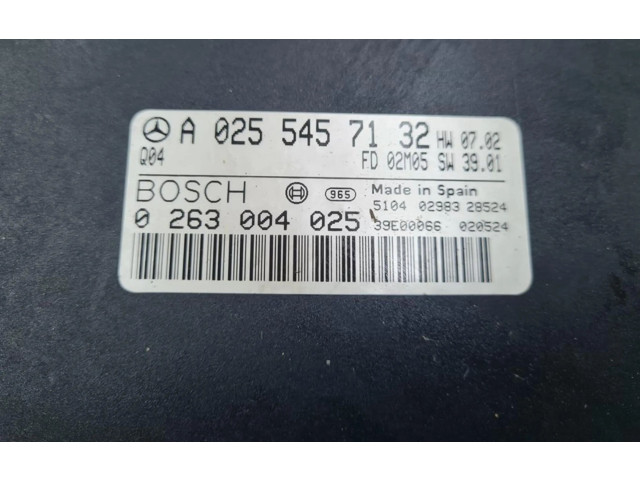 A 025 545 71 32 HW 07.02
Q04 FD 02M05 SW 39.01
BOSCH 965 Made in Spain
5104 02983 28524
0 263 004 025 39E00066 020524